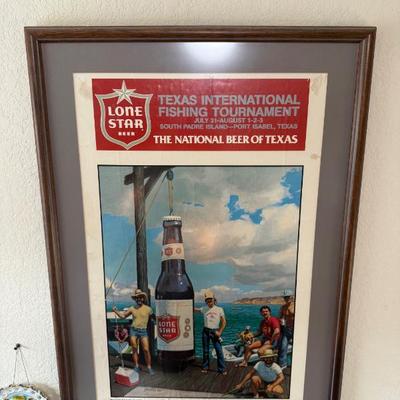 LONE
STAR
BEER
TEXAS INTERNATIONAL
FISHING TOURNAMENT
JULY 31-AUGUST 1-2-3
SOUTH PADRE ISLAND—PORT ISABEL, TEXAS
THE NATIONAL BEER OF TEXAS
LONE
STAR
BEER